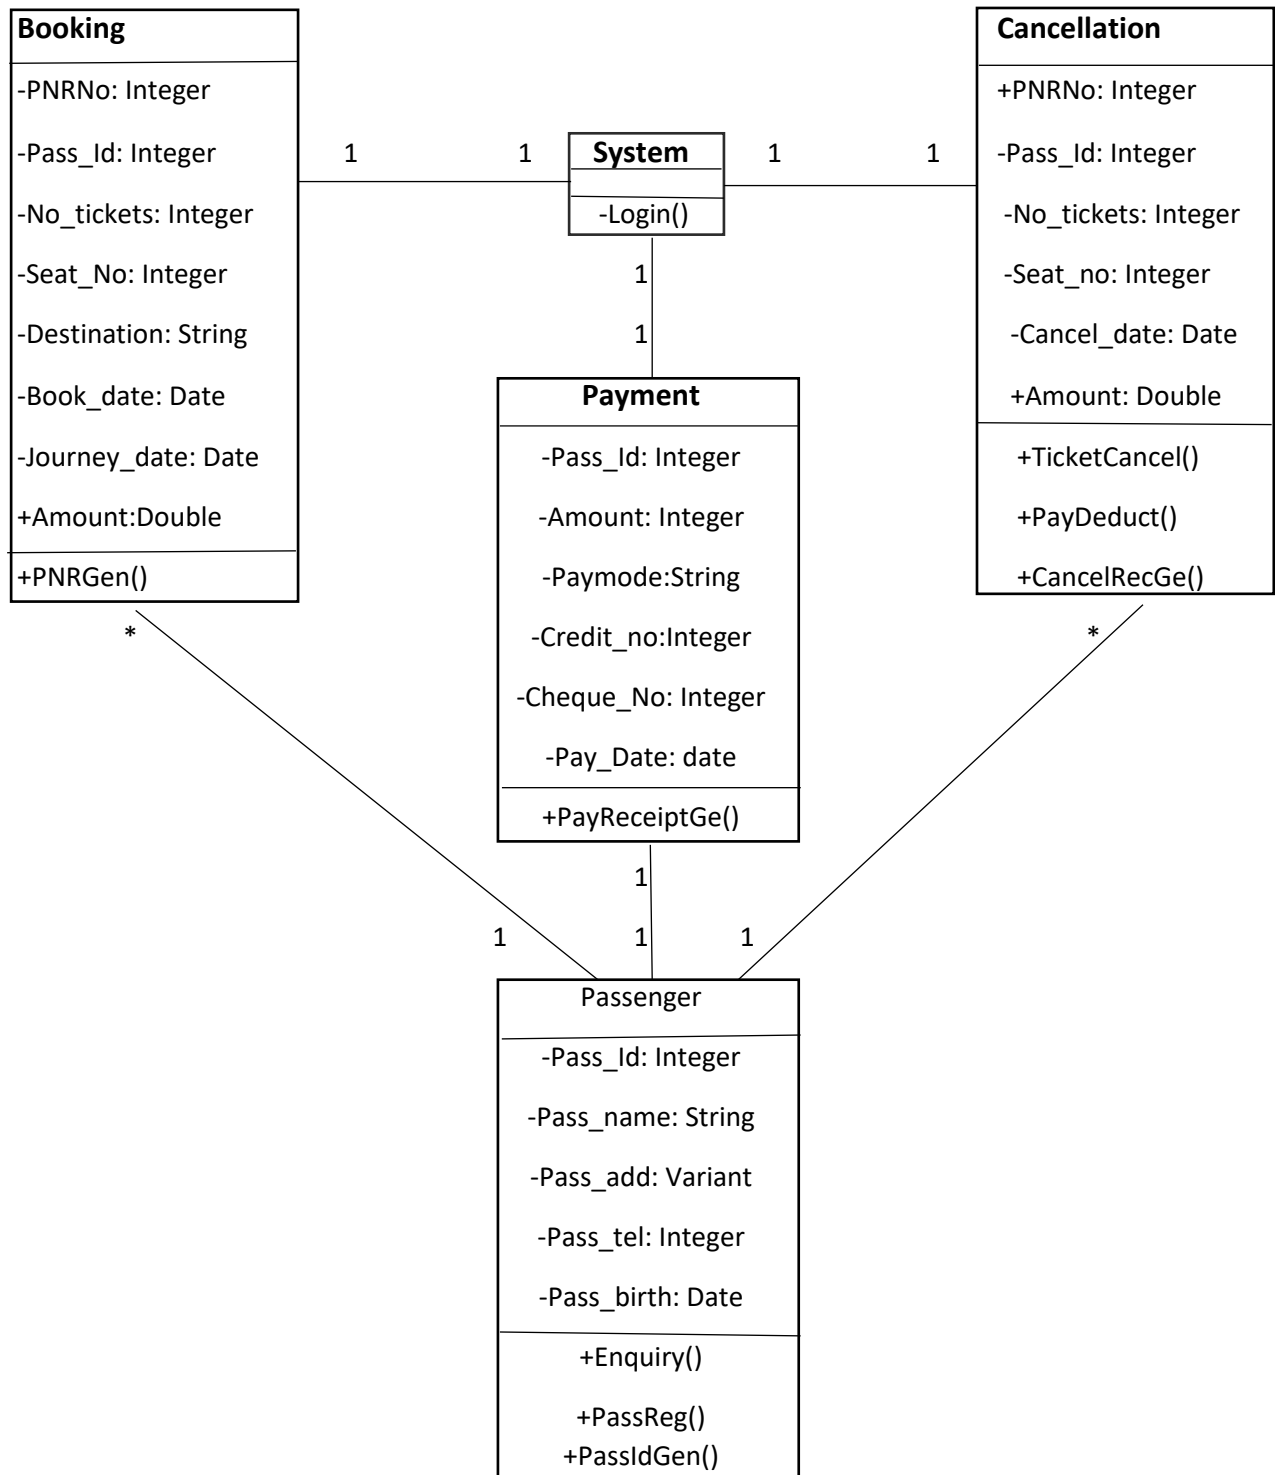 Booking
-PNRNo: Integer
-Pass_Id: Integer
-No_tickets: Integer
-Seat_No: Integer
-Destination: String
-Book_date: Date
-Journey_date: Date
+Amount:Double
+PNRGen()
1 1
System
-Login()
1 1
Cancellation
+PNRNo: Integer
-Pass_Id: Integer
-No_tickets: Integer
-Seat_no: Integer
-Cancel_date: Date
+Amount: Double
+TicketCancel()
+PayDeduct()
+CancelRecGe()
1
1
Payment
-Pass_Id: Integer
-Amount: Integer
-Paymode:String
-Credit_no:Integer
-Cheque_No: Integer
-Pay_Date: date
+PayReceiptGe()
* *
1
1 1 1
Passenger
-Pass_Id: Integer
-Pass_name: String
-Pass_add: Variant
-Pass_tel: Integer
-Pass_birth: Date
+Enquiry()
+PassReg()
+PassIdGen()